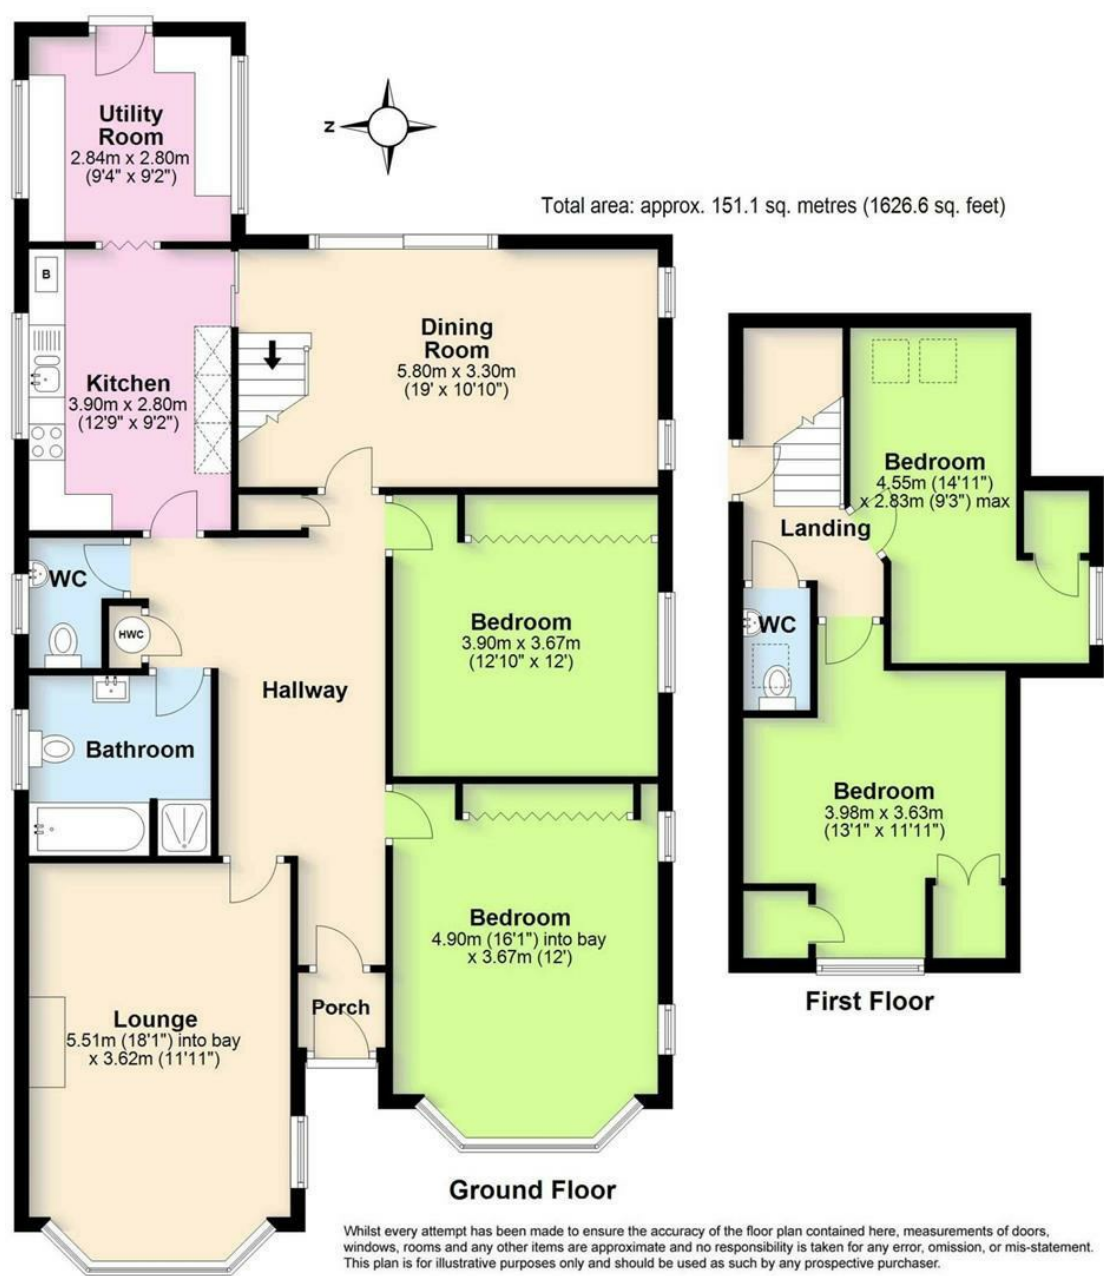 Utility
Room
2.84m x 2.80m
(9'4" x 9'2")
N
Total area: approx. 151.1 sq. metres (1626.6 sq. feet)
B
Kitchen
3.90m x 2.80m
(12'9" x 9'2")
Dining
Room
5.80m x 3.30m
(19' x 10'10")
WC
HWC
Hallway
Bedroom
3.90m x 3.67m
(12'10" x 12')
Bathroom
Bedroom
4.90m (16'1") into bay
x 3.67m (12')
Lounge
5.51m (18'1") into bay
x 3.62m (11'11")
Porch
Ground Floor
Bedroom
4.55m (14'11")
x 2.83m (9'3") max
Landing
WC
Bedroom
3.98m x 3.63m
(13'1" x 11'11")
First Floor
Whilst every attempt has been made to ensure the accuracy of the floor plan contained here, measurements of doors,
windows, rooms and any other items are approximate and no responsibility is taken for any error, omission, or mis-statement.
This plan is for illustrative purposes only and should be used as such by any prospective purchaser.